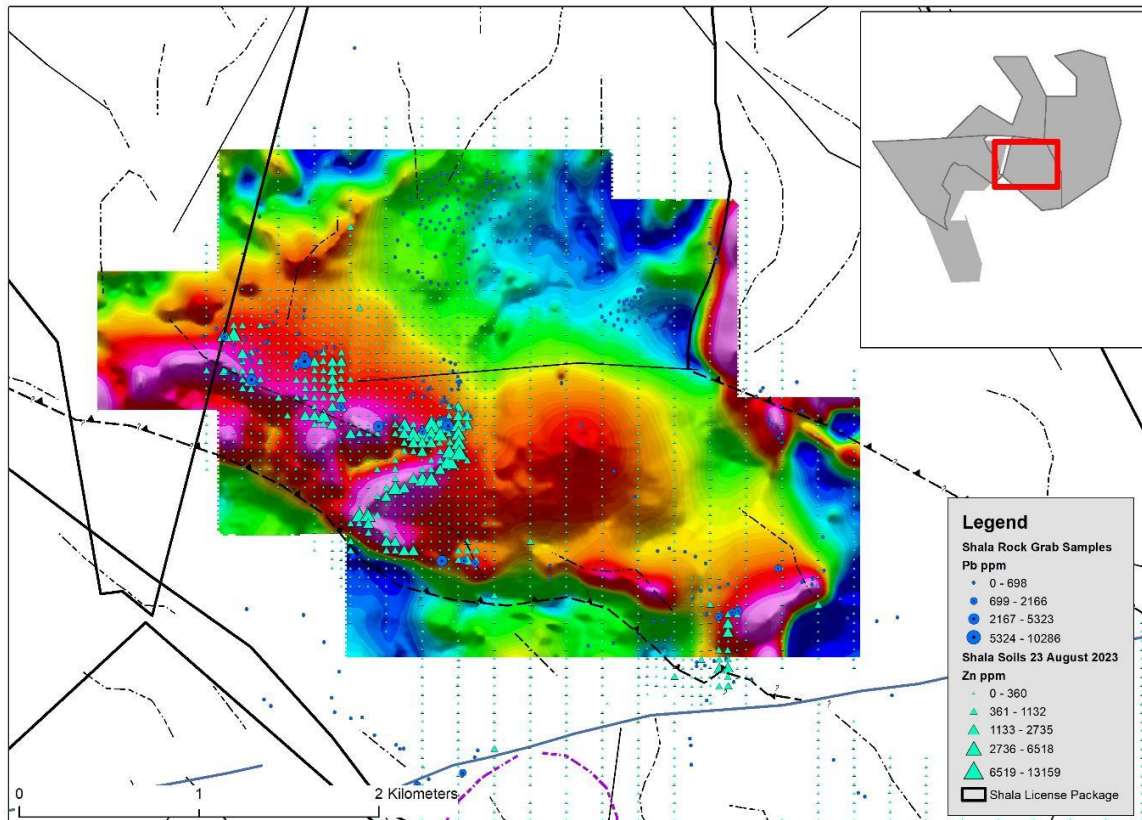 Legend
Shala Rock Grab Samples
Pb ppm
0 - 698
699 - 2166
2167 - 5323
5324 - 10286
Shala Soils 23 August 2023
Zn ppm
0 - 360
361 - 1132
1133 - 2735
2736 - 6518
6519 - 13159
Shala License Package
0 1 2 Kilometers